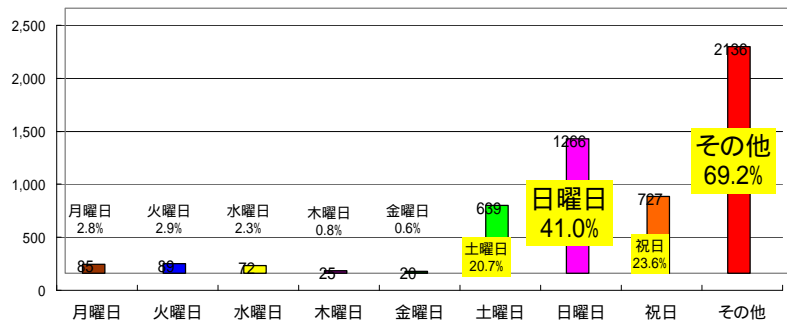 2,500
2,000
1,500
1,000
500
0
2136
1266
727
639
85
89
72
25
20
月曜日
2.8%
火曜日
2.9%
水曜日
2.3%
木曜日
0.8%
金曜日
0.6%
土曜日
20.7%
日曜日
41.0%
祝日
23.6%
その他
69.2%
月曜日 火曜日 水曜日 木曜日 金曜日 土曜日 日曜日 祝日 その他